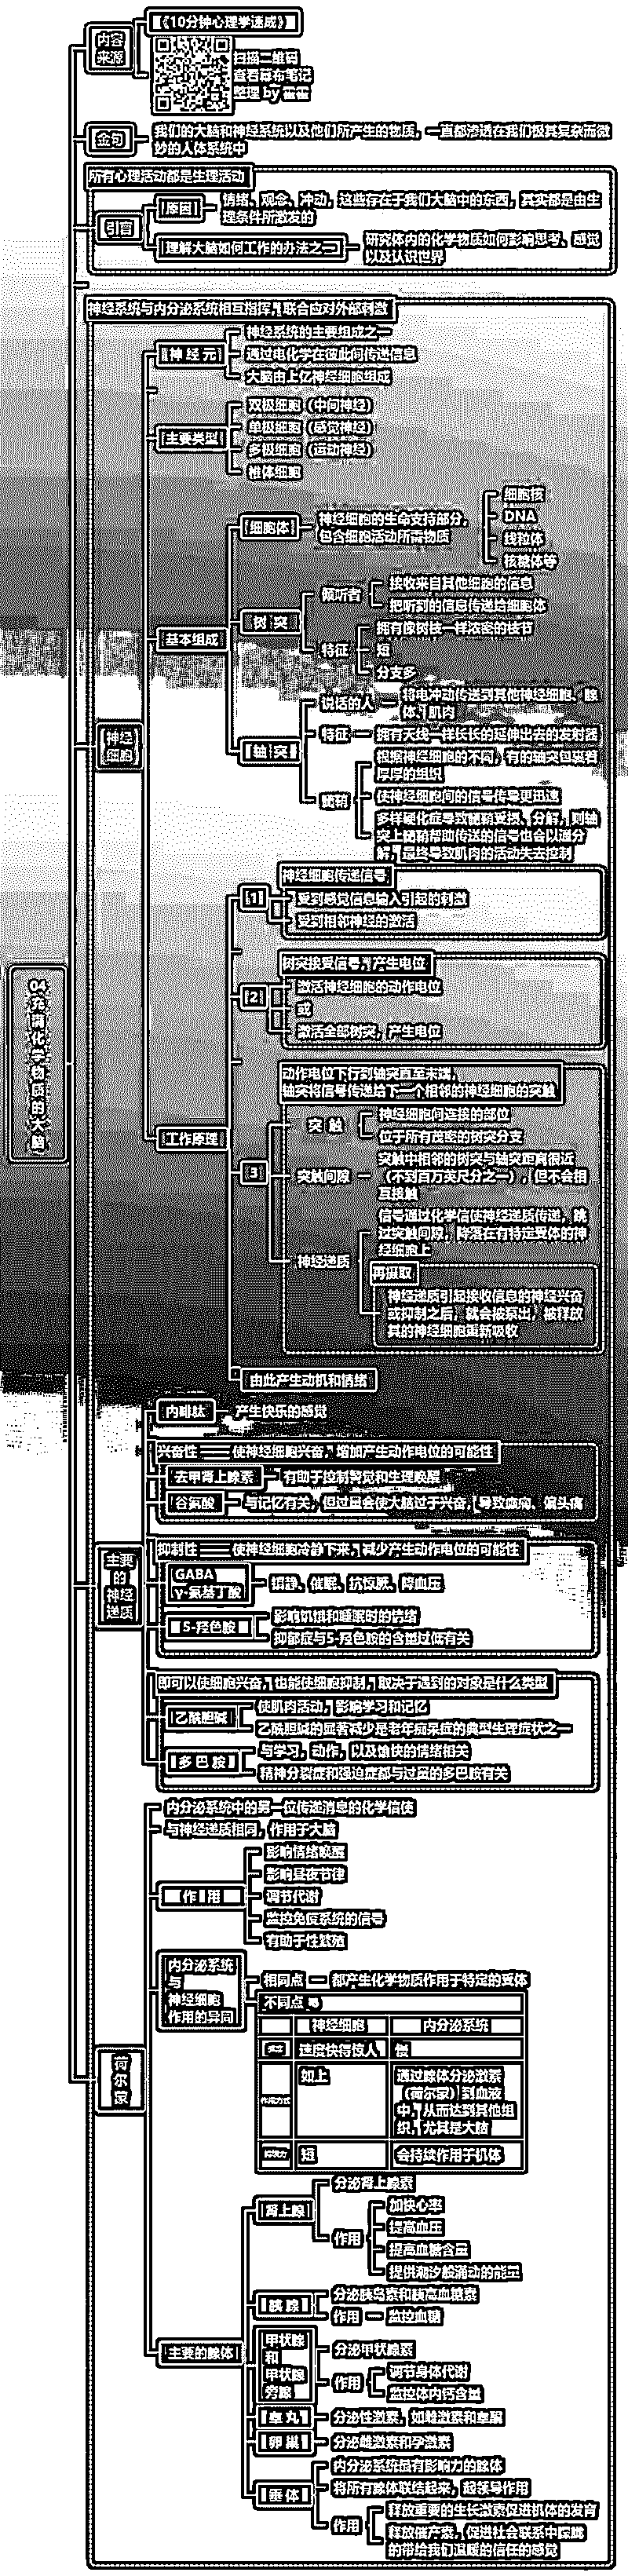 04
充满化学物质的大脑
内容
来源
《10分钟心理学速成》
扫描二维码
查看幕布笔记
整理 by
金句
我们的大脑和神经系统以及他们所产生的物质，一直都渗透在我们极其复杂而微
妙的人体系统中
所有心理活动都是生理活动
引言
原因
情绪、观念、冲动，这些存在于我们大脑中的东西，其实都是由生
理条件所激发的
理解大脑如何工作的办法之一
研究体内的化学物质如何影响思考、感觉
以及认识世界
神经系统与内分泌系统相互指挥，联合应对外部刺激
神经
细胞
神经元
神经系统的主要组成之一
通过电化学在彼此间传递信息
大脑由上亿神经细胞组成
主要类型
双极细胞（中间神经）
单极细胞（感觉神经）
多极细胞（运动神经）
椎体细胞
基本组成
细胞体
神经细胞的生命支持部分，
包含细胞活动所需物质
细胞核
DNA
线粒体
核糖体等
树突
倾听者
接收来自其他细胞的信息
把听到的信息传递给细胞体
特征
拥有像树枝一样浓密的枝节
短
分支多
轴突
说话的人
将电冲动传递到其他神经细胞、腺
体、肌肉
特征
拥有天线一样长长的延伸出去的发射器
髓鞘
根据神经细胞的不同，有的轴突包裹着
厚厚的组织
使神经细胞间的信号传导更迅速
多样硬化症导致髓鞘受损、分解，则轴
突上髓鞘帮助传送的信号也会以速分
解，最终导致肌肉的活动失去控制
工作原理
1
神经细胞传递信号
受到感觉信息输入引起的刺激
受到相邻神经的激活
2
树突接受信号，产生电位
激活神经细胞的动作电位
或
激活全部树突，产生电位
3
动作电位下行到轴突直至末端，
轴突将信号传递给下一个相邻的神经细胞的突触
突触
神经细胞间连接的部位
位于所有茂密的树突分支
突触间隙
突触中相邻的树突与轴突距离很近
（不到百万英尺分之一），但不会相
互接触
神经递质
信号通过化学信使神经递质传递，跳
过突触间隙，降落在有特定受体的神
经细胞上
再摄取
神经递质引起接收信息的神经兴奋
或抑制之后，就会被泵出，被释放
其的神经细胞重新吸收
由此产生动机和情绪
主要
的
神经
递质
内啡肽
产生快乐的感觉
兴奋性——使神经细胞兴奋，增加产生动作电位的可能性
去甲肾上腺素
有助于控制警觉和生理唤醒
谷氨酸
与记忆有关，但过量会使大脑过于兴奋，导致癫痫、偏头痛
抑制性——使神经细胞冷静下来，减少产生动作电位的可能性
GABA
γ-氨基丁酸
镇静、催眠、抗惊厥、降血压
5-羟色胺
影响饥饿和睡眠时的情绪
抑郁症与5-羟色胺的含量过低有关
即可以使细胞兴奋，也能使细胞抑制，取决于遇到的对象是什么类型
乙酰胆碱
使肌肉活动，影响学习和记忆
乙酰胆碱的显著减少是老年痴呆症的典型生理症状之一
多巴胺
与学习，动作，以及愉快的情绪相关
精神分裂症和强迫症都与过量的多巴胺有关
荷
尔
蒙
内分泌系统中的另一位传递消息的化学信使
与神经递质相同，作用于大脑
作用
影响情绪唤醒
影响昼夜节律
调节代谢
监控免疫系统的信号
有助于性繁殖
内分泌系统
与
神经细胞
作用的异同
相同点
都产生化学物质作用于特定的受体
不同点
神经细胞
内分泌系统
速度
速度快得惊人
慢
作用方式
如上
通过腺体分泌激素
（荷尔蒙）到血液
中，从而达到其他组
织，尤其是大脑
持续力
短
会持续作用于机体
主要的腺体
肾上腺
分泌肾上腺素
作用
加快心率
提高血压
提高血糖含量
提供潮汐般涌动的能量
胰腺
分泌胰岛素和胰高血糖素
作用
监控血糖
甲状腺
和
甲状腺
旁腺
分泌甲状腺素
作用
调节身体代谢
监控体内钙含量
睾丸
分泌性激素，如雌激素和睾酮
卵巢
分泌雌激素和孕激素
垂体
内分泌系统最有影响力的腺体
将所有腺体联结起来，起领导作用
作用
释放重要的生长激素促进机体的发育
释放催产素，促进社会联系中朦胧
的带给我们温暖的信任的感觉